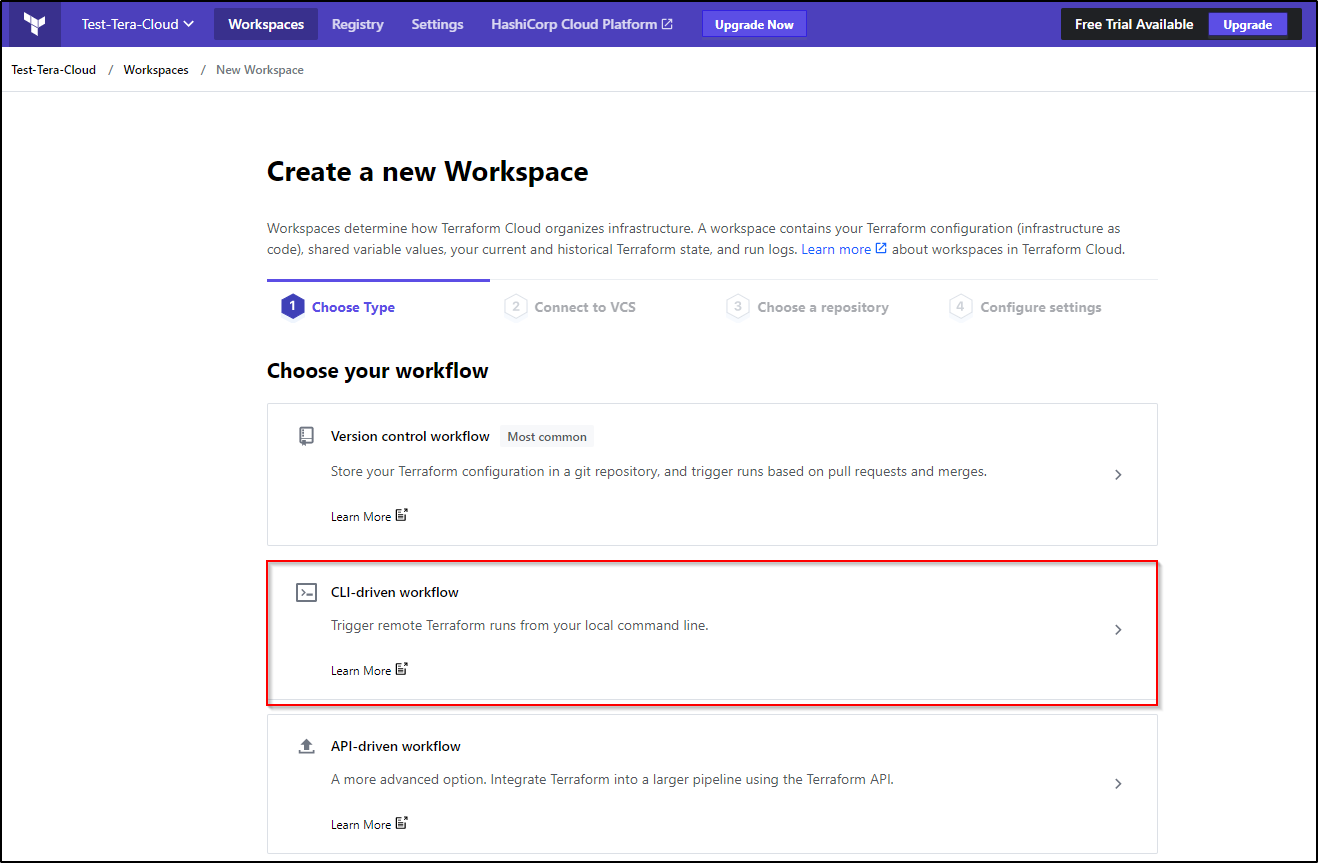 Test-Tera-Cloud Workspaces Registry Settings HashiCorp Cloud Platform Upgrade Now Free Trial Available Upgrade
Test-Tera-Cloud / Workspaces / New Workspace
Create a new Workspace
Workspaces determine how Terraform Cloud organizes infrastructure. A workspace contains your Terraform configuration (infrastructure as
code), shared variable values, your current and historical Terraform state, and run logs. Learn more about workspaces in Terraform Cloud.
1 Choose Type 2 Connect to VCS 3 Choose a repository 4 Configure settings
Choose your workflow
Version control workflow Most common
Store your Terraform configuration in a git repository, and trigger runs based on pull requests and merges.
Learn More
CLI-driven workflow
Trigger remote Terraform runs from your local command line.
Learn More
API-driven workflow
A more advanced option. Integrate Terraform into a larger pipeline using the Terraform API.
Learn More